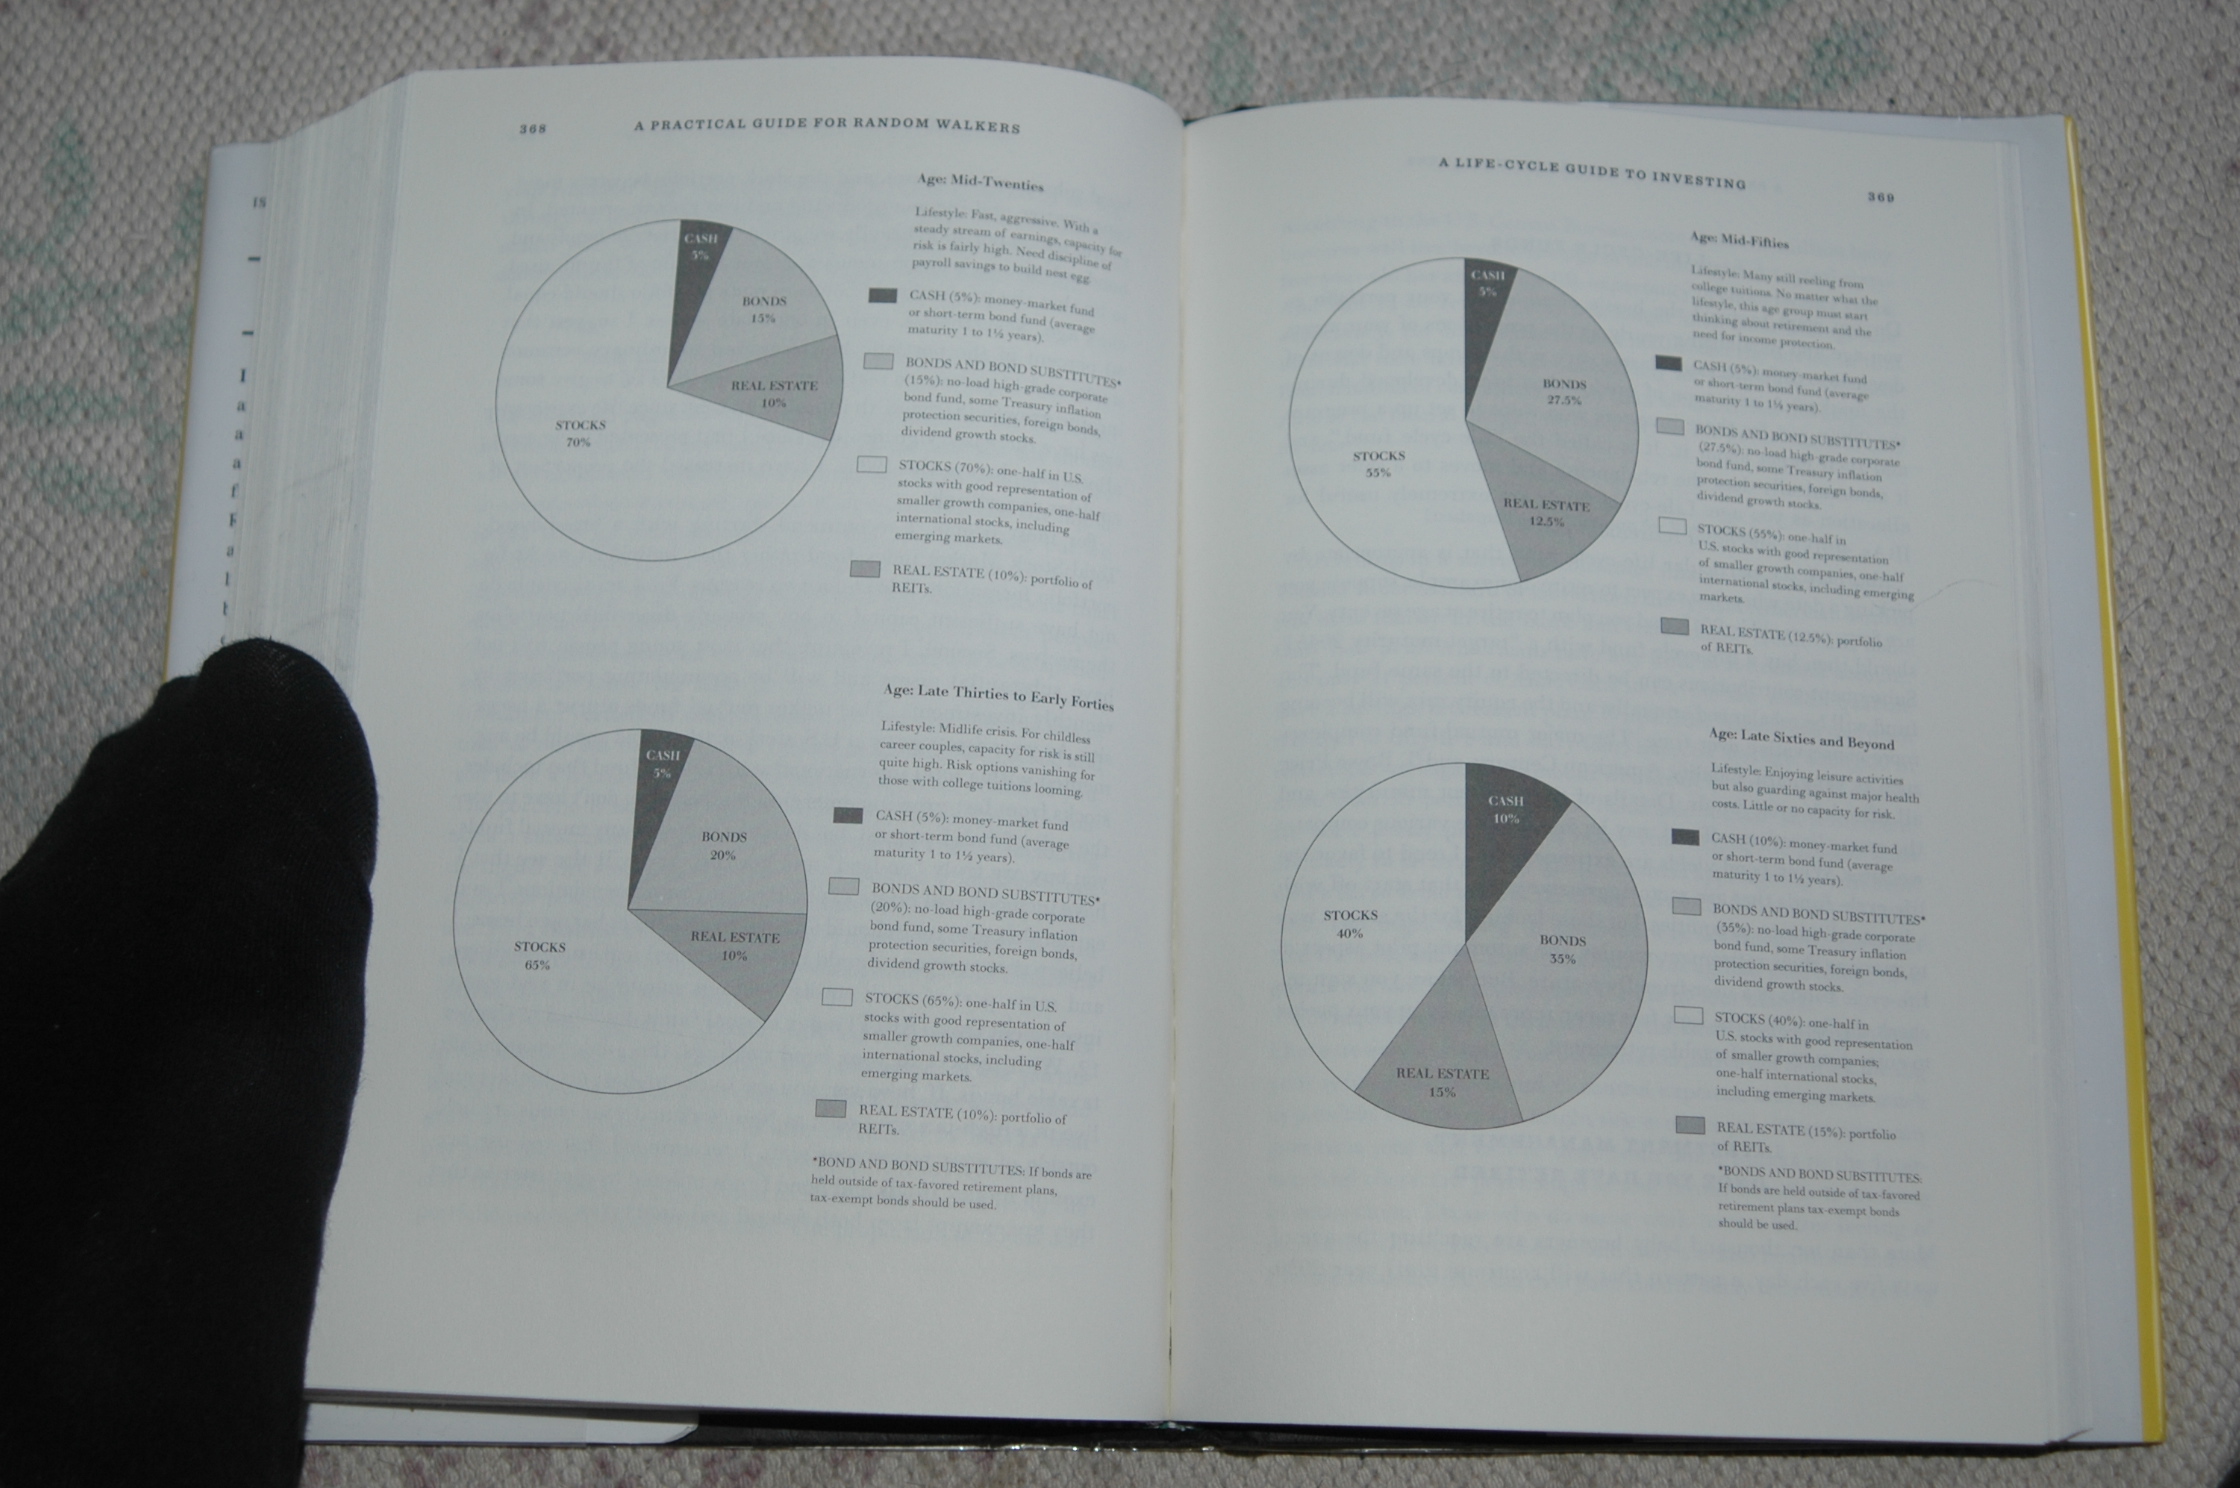 368
A PRACTICAL GUIDE FOR RANDOM WALKERS
Age: Mid-Twenties
Lifestyle: Fast, aggressive. With a
steady stream of earnings, capacity for
risk is fairly high. Need discipline of
payroll savings to build nest egg.
CASH
5%
BONDS
15%
REAL ESTATE
10%
STOCKS
70%
CASH (5%): money-market fund
or short-term bond fund (average
maturity 1 to 1½ years).
BONDS AND BOND SUBSTITUTES*
(15%): no-load high-grade corporate
bond fund, some Treasury inflation
protection securities, foreign bonds,
dividend growth stocks.
STOCKS (70%): one-half in U.S.
stocks with good representation of
smaller growth companies, one-half
international stocks, including
emerging markets.
REAL ESTATE (10%): portfolio of
REITs.
Age: Late Thirties to Early Forties
Lifestyle: Midlife crisis. For childless
career couples, capacity for risk is still
quite high. Risk options vanishing for
those with college tuitions looming.
CASH
5%
BONDS
20%
REAL ESTATE
10%
STOCKS
65%
CASH (5%): money-market fund
or short-term bond fund (average
maturity 1 to 1½ years).
BONDS AND BOND SUBSTITUTES*
(20%): no-load high-grade corporate
bond fund, some Treasury inflation
protection securities, foreign bonds,
dividend growth stocks.
STOCKS (65%): one-half in U.S.
stocks with good representation of
smaller growth companies, one-half
international stocks, including
emerging markets.
REAL ESTATE (10%): portfolio of
REITs.
*BOND AND BOND SUBSTITUTES: If bonds are
held outside of tax-favored retirement plans,
tax-exempt bonds should be used.
A LIFE-CYCLE GUIDE TO INVESTING
369
Age: Mid-Fifties
Lifestyle: Many still reeling from
college tuitions. No matter what the
lifestyle, this age group must start
thinking about retirement and the
need for income protection.
CASH
5%
BONDS
27.5%
REAL ESTATE
12.5%
STOCKS
55%
CASH (5%): money-market fund
or short-term bond fund (average
maturity 1 to 1½ years).
BONDS AND BOND SUBSTITUTES*
(27.5%): no-load high-grade corporate
bond fund, some Treasury inflation
protection securities, foreign bonds,
dividend growth stocks.
STOCKS (55%): one-half in
U.S. stocks with good representation
of smaller growth companies, one-half
international stocks, including emerging
markets.
REAL ESTATE (12.5%): portfolio
of REITs.
Age: Late Sixties and Beyond
Lifestyle: Enjoying leisure activities
but also guarding against major health
costs. Little or no capacity for risk.
CASH
10%
BONDS
35%
REAL ESTATE
15%
STOCKS
40%
CASH (10%): money-market fund
or short-term bond fund (average
maturity 1 to 1½ years).
BONDS AND BOND SUBSTITUTES*
(35%): no-load high-grade corporate
bond fund, some Treasury inflation
protection securities, foreign bonds,
dividend growth stocks.
STOCKS (40%): one-half in
U.S. stocks with good representation
of smaller growth companies;
one-half international stocks,
including emerging markets.
REAL ESTATE (15%): portfolio
of REITs.
*BONDS AND BOND SUBSTITUTES:
If bonds are held outside of tax-favored
retirement plans tax-exempt bonds
should be used.